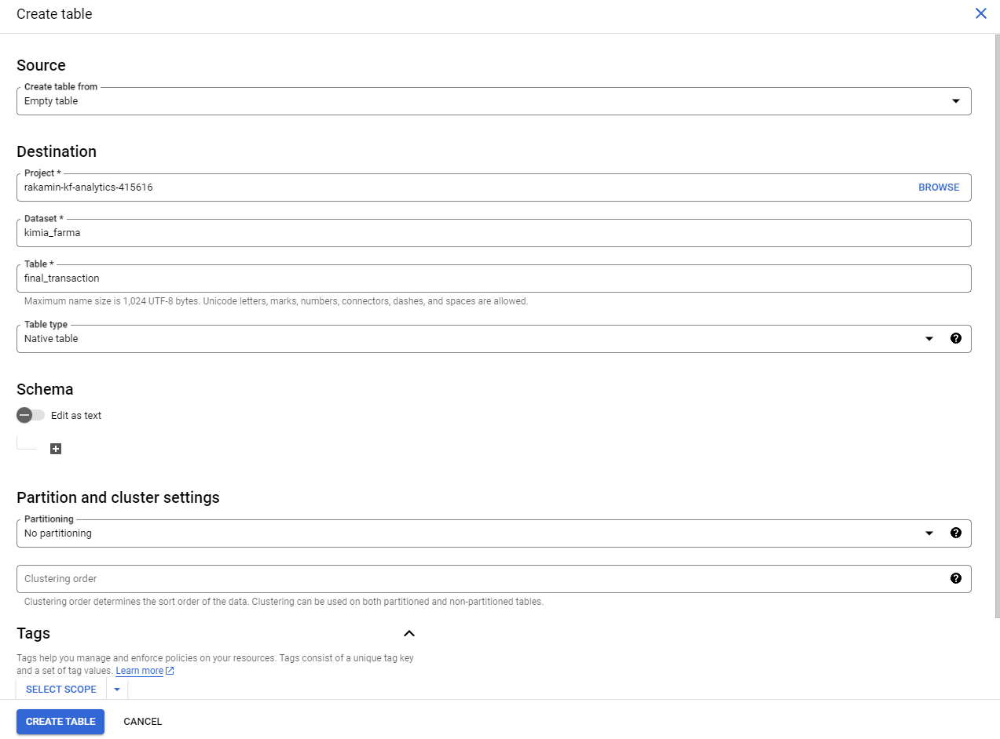 Create table
Source
Create table from
Empty table
Destination
Project *
rakamin-kf-analytics-415616
BROWSE
Dataset *
kimia_farma
Table *
final_transaction
Maximum name size is 1,024 UTF-8 bytes. Unicode letters, marks, numbers, connectors, dashes, and spaces are allowed.
Table type
Native table
Schema
Edit as text
Partition and cluster settings
Partitioning
No partitioning
Clustering order
Clustering order determines the sort order of the data. Clustering can be used on both partitioned and non-partitioned tables.
Tags
Tags help you manage and enforce policies on your resources. Tags consist of a unique tag key
and a set of tag values. Learn more
SELECT SCOPE
CREATE TABLE
CANCEL